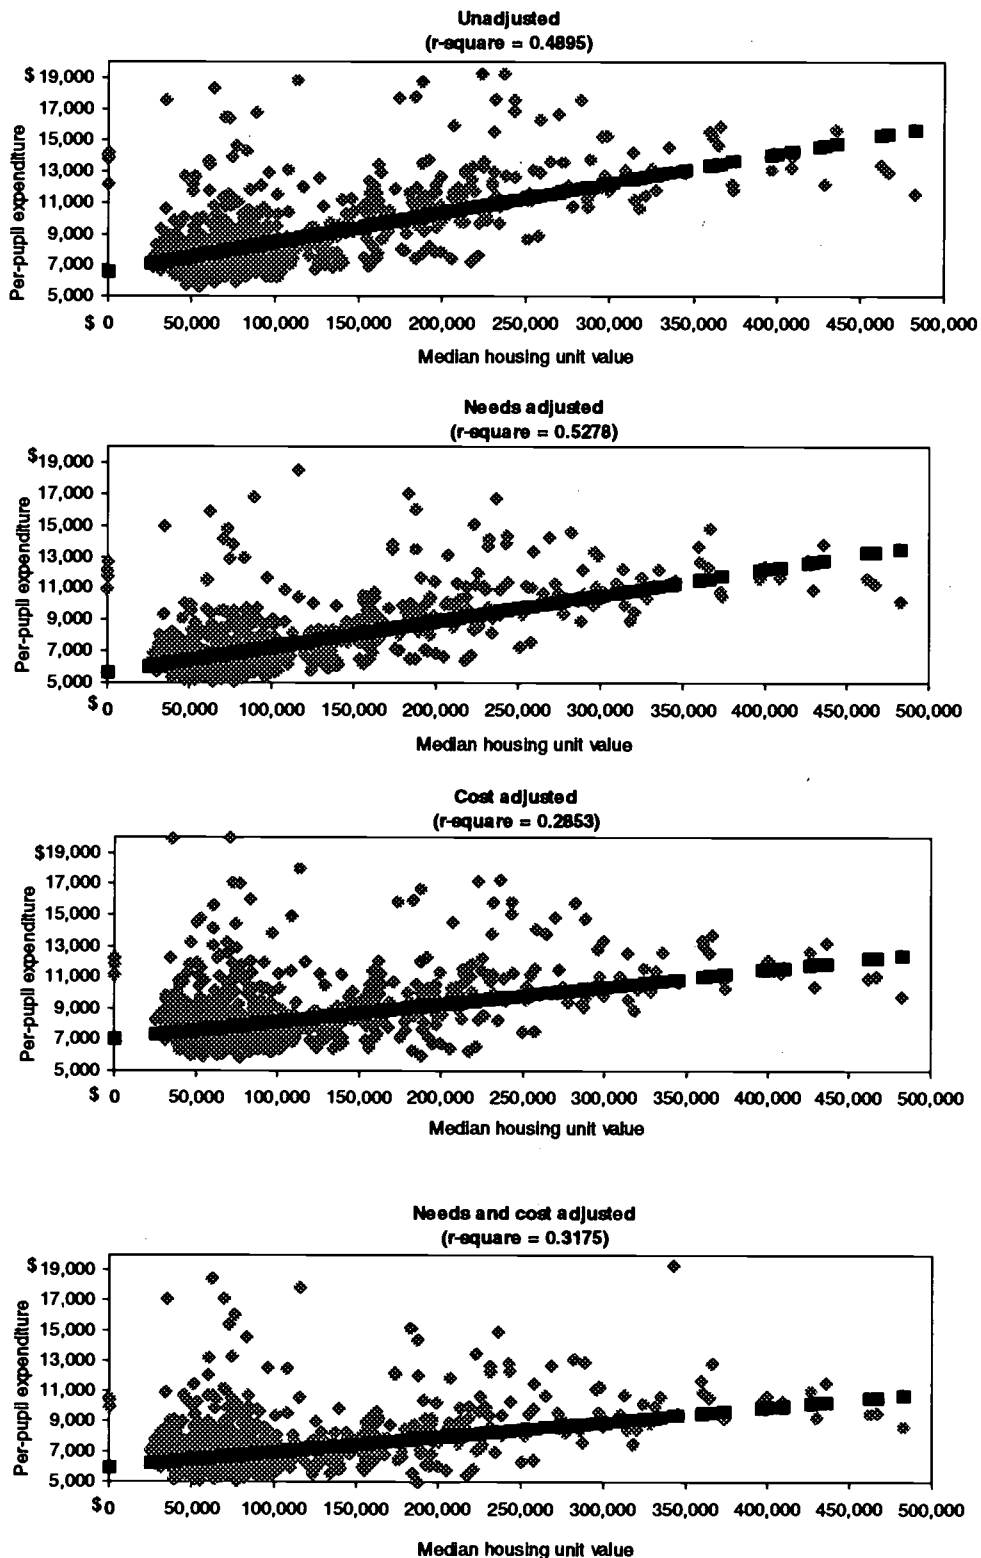 Unadjusted
(r-square = 0.4895)
$ 19,000
17,000
15,000
13,000
11,000
9,000
7,000
5,000
Per-pupil expenditure
$ 0 50,000 100,000 150,000 200,000 250,000 300,000 350,000 400,000 450,000 500,000
Median housing unit value
Needs adjusted
(r-square = 0.5278)
$19,000
17,000
15,000
13,000
11,000
9,000
7,000
5,000
Per-pupil expenditure
$ 0 50,000 100,000 150,000 200,000 250,000 300,000 350,000 400,000 450,000 500,000
Median housing unit value
Cost adjusted
(r-square = 0.2853)
$19,000
17,000
15,000
13,000
11,000
9,000
7,000
5,000
Per-pupil expenditure
$ 0 50,000 100,000 150,000 200,000 250,000 300,000 350,000 400,000 450,000 500,000
Median housing unit value
Needs and cost adjusted
(r-square = 0.3175)
$ 19,000
17,000
15,000
13,000
11,000
9,000
7,000
5,000
Per-pupil expenditure
$ 0 50,000 100,000 150,000 200,000 250,000 300,000 350,000 400,000 450,000 500,000
Median housing unit value